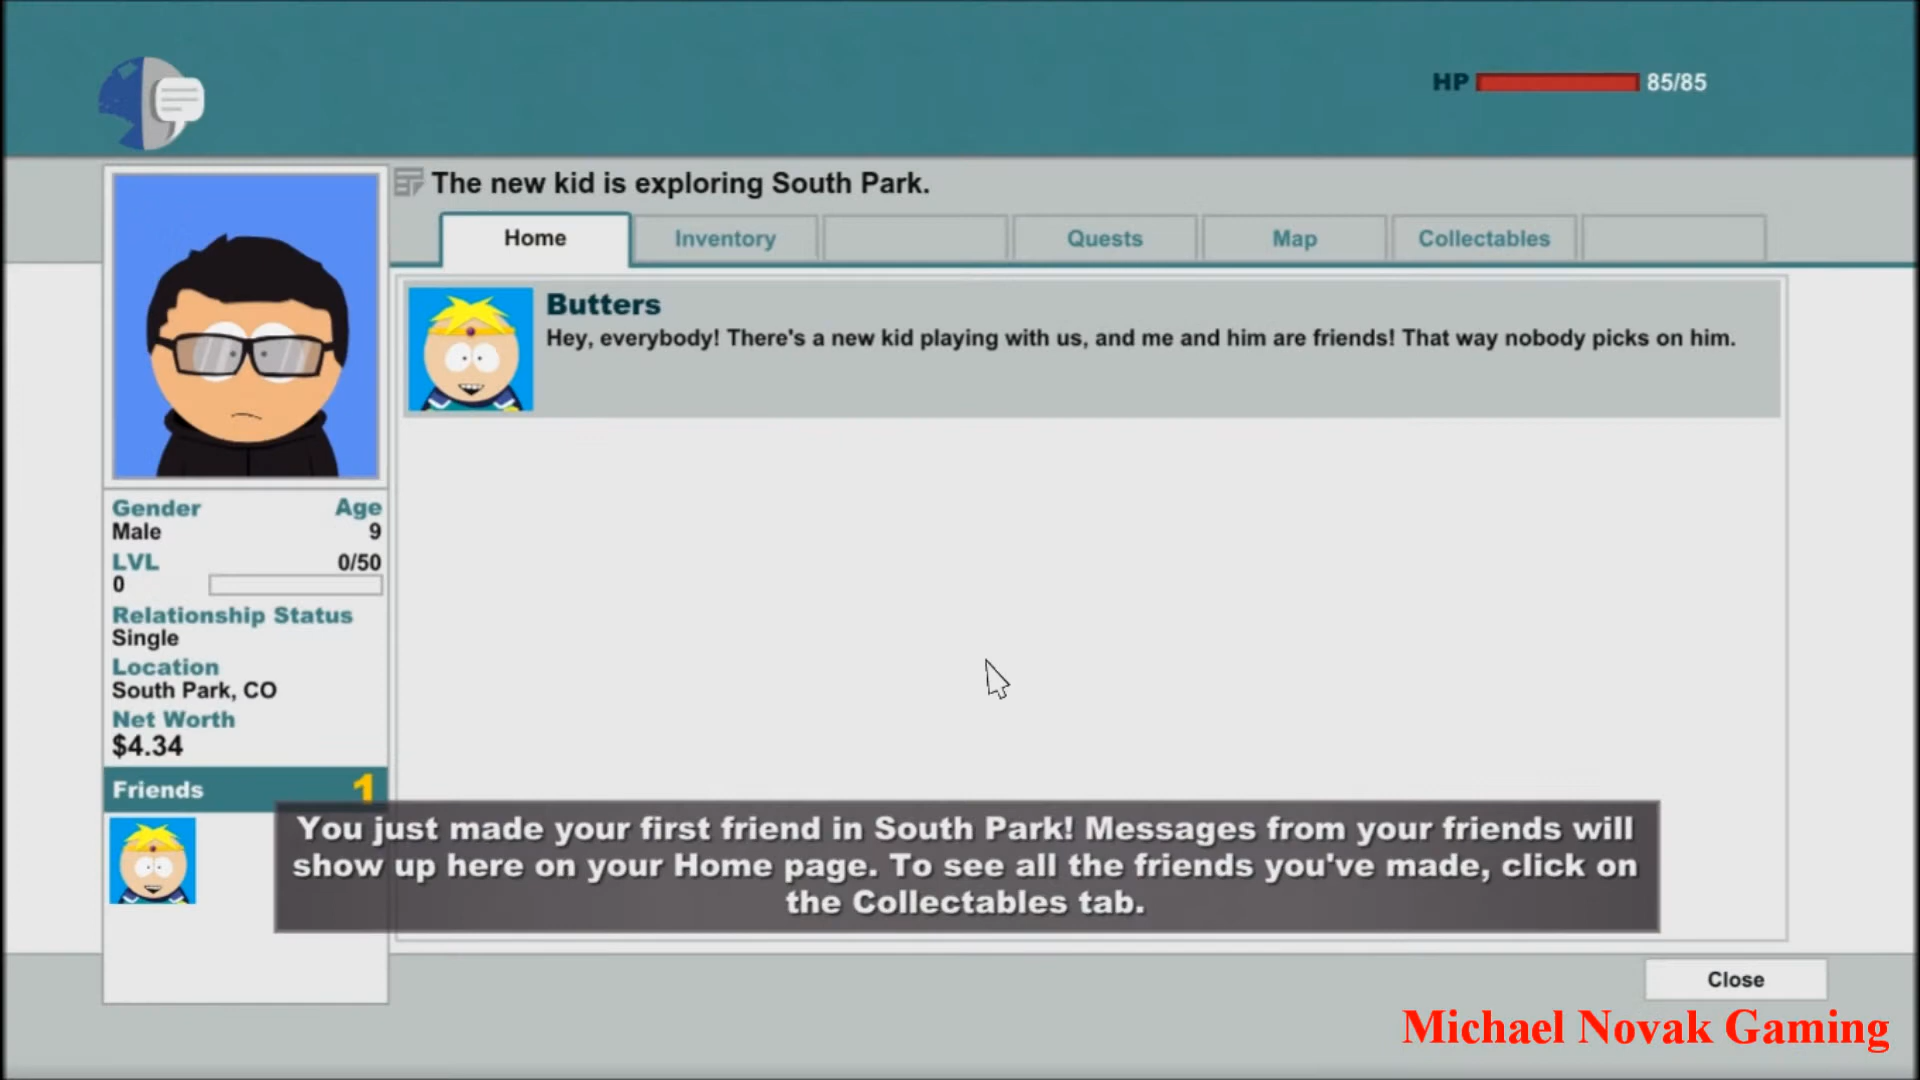 HP 85/85
The new kid is exploring South Park.
Home Inventory Quests Map Collectables
Butters
Hey, everybody! There's a new kid playing with us, and me and him are friends! That way nobody picks on him.
Gender Age
Male 9
LVL 0/50
0
Relationship Status
Single
Location
South Park, CO
Net Worth
$4.34
Friends 1
You just made your first friend in South Park! Messages from your friends will
show up here on your Home page. To see all the friends you've made, click on
the Collectables tab.
Close
Michael Novak Gaming